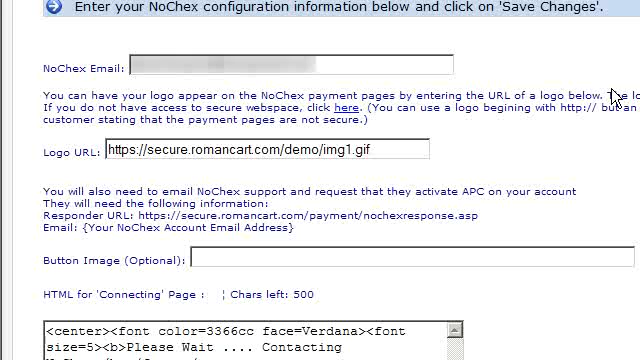 Enter your NoChex configuration information below and click on 'Save Changes'.
NoChex Email:
You can have your logo appear on the NoChex payment pages by entering the URL of a logo below. The lo
If you do not have access to secure webspace, click here. (You can use a logo begining with http:// but an
customer stating that the payment pages are not secure.)
Logo URL: https://secure.romancart.com/demo/img1.gif
You will also need to email NoChex support and request that they activate APC on your account
They will need the following information:
Responder URL: https://secure.romancart.com/payment/nochexresponse.asp
Email: {Your NoChex Account Email Address}
Button Image (Optional):
HTML for 'Connecting' Page : ¦ Chars left: 500
<center><font color=3366cc face=Verdana><font
size=5><b>Please Wait .... Contacting